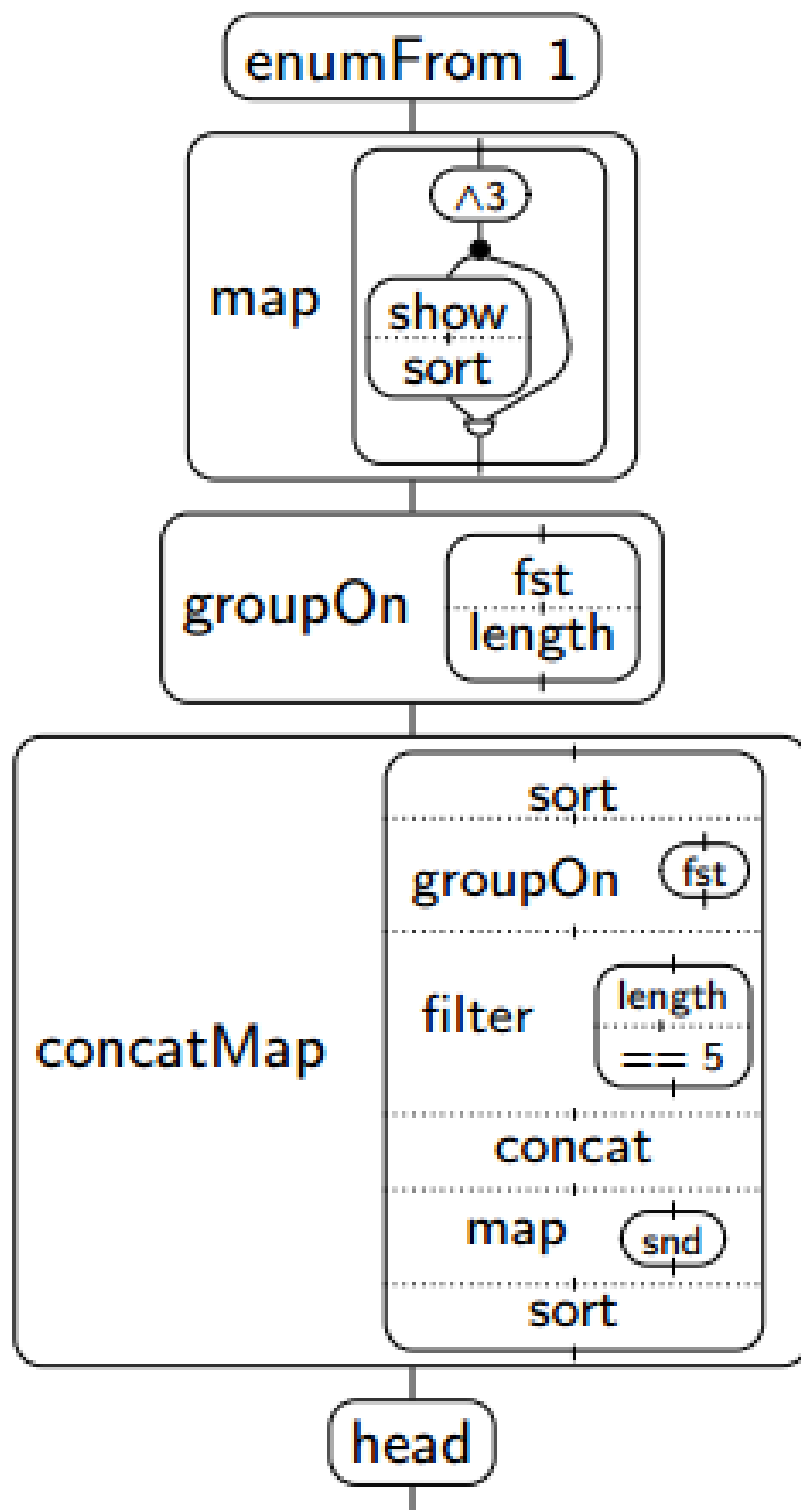 enumFrom 1
∧3
map
show
sort
fst
groupOn
length
sort
groupOn fst
length
filter
== 5
concatMap
concat
map snd
sort
head